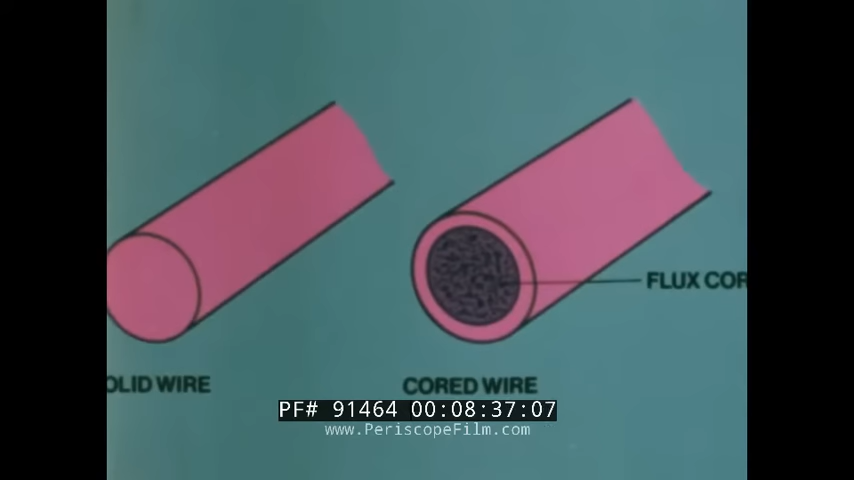 FLUX COR
OLID WIRE
CORED WIRE
PF# 91464 00:08:37:07
www.PeriscopeFilm.com